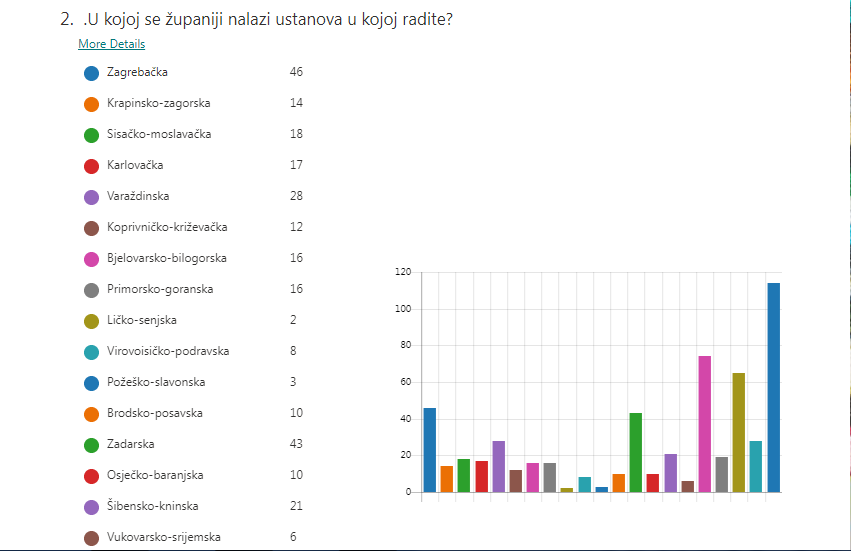 2. .U kojoj se županiji nalazi ustanova u kojoj radite?
More Details
Zagrebačka 46
Krapinsko-zagorska 14
Sisačko-moslavačka 18
Karlovačka 17
Varaždinska 28
Koprivničko-križevačka 12
Bjelovarsko-bilogorska 16
Primorsko-goranska 16
Ličko-senjska 2
Virovoisičko-podravska 8
Požeško-slavonska 3
Brodsko-posavska 10
Zadarska 43
Osječko-baranjska 10
Šibensko-kninska 21
Vukovarsko-srijemska 6
120
100
80
60
40
20
0